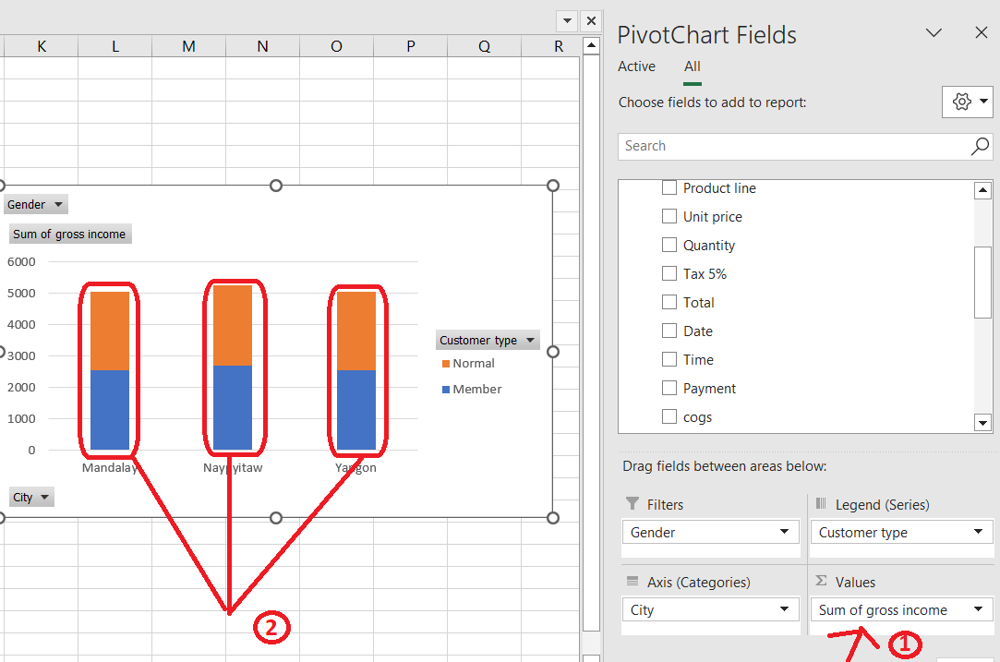 K L M N O P Q R
PivotChart Fields
Active All
Choose fields to add to report:
Search
Product line
Unit price
Quantity
Tax 5%
Total
Date
Time
Payment
cogs
Gender
Sum of gross income
6000
5000
4000
3000
2000
1000
0
Mandalay Naypyitaw Yangon
Customer type
Normal
Member
City
2
Drag fields between areas below:
Filters
Gender
Legend (Series)
Customer type
Axis (Categories)
City
Σ Values
Sum of gross income
1